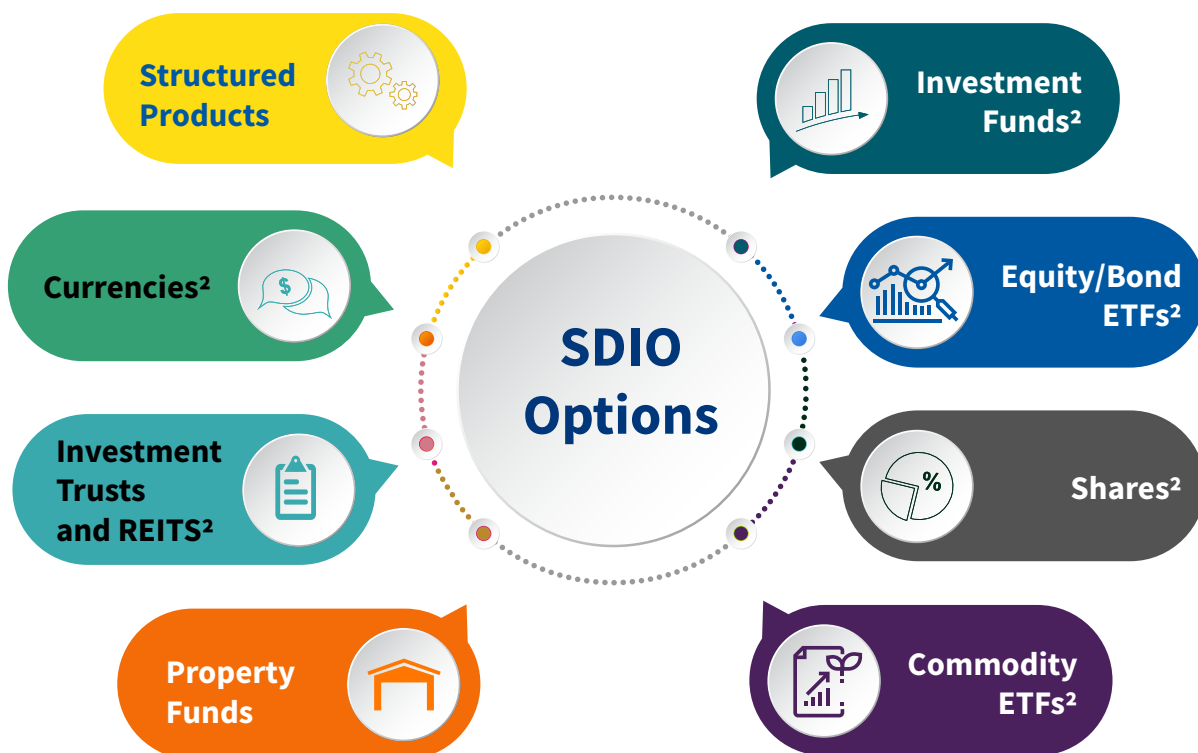 Structured
Products
Investment
Funds²
Currencies²
$
SDIO
Options
Equity/Bond
ETFs²
Investment
Trusts
and REITS²
%
Shares²
Property
Funds
Commodity
ETFs²